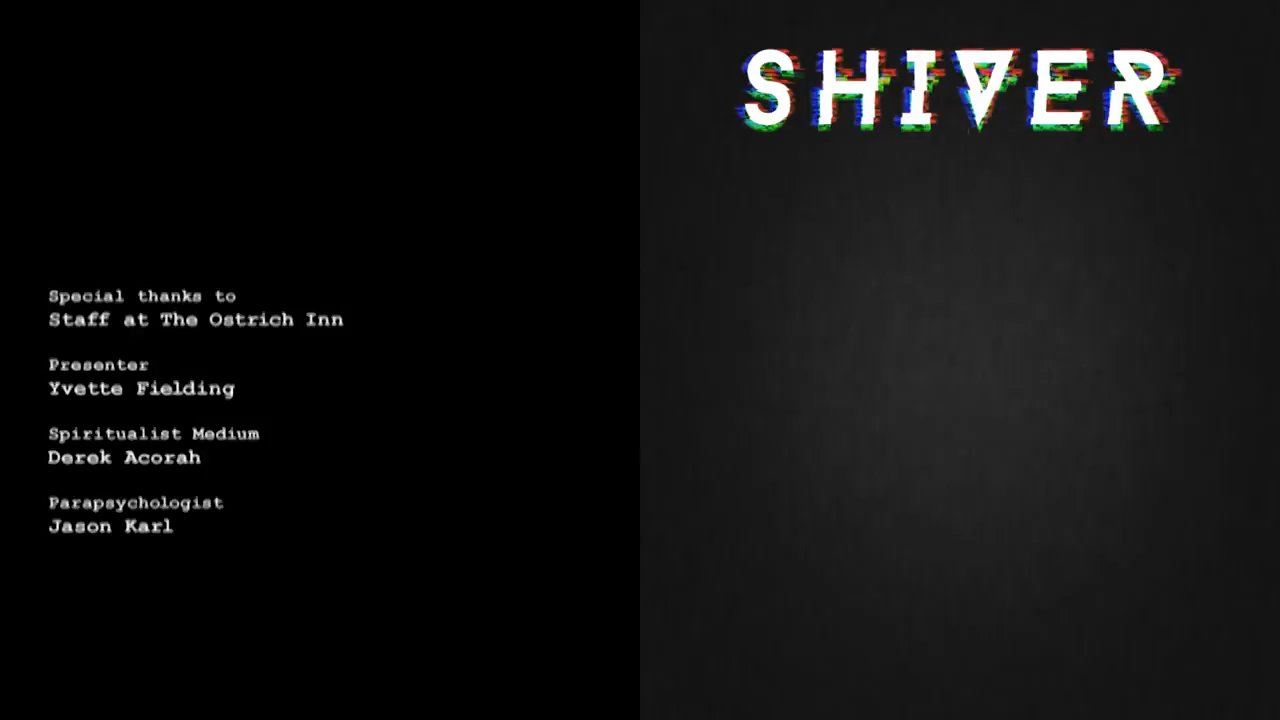 SHIVER
Special thanks to
Staff at The Ostrich Inn
Presenter
Yvette Fielding
Spiritualist Medium
Derek Acorah
Parapsychologist
Jason Karl